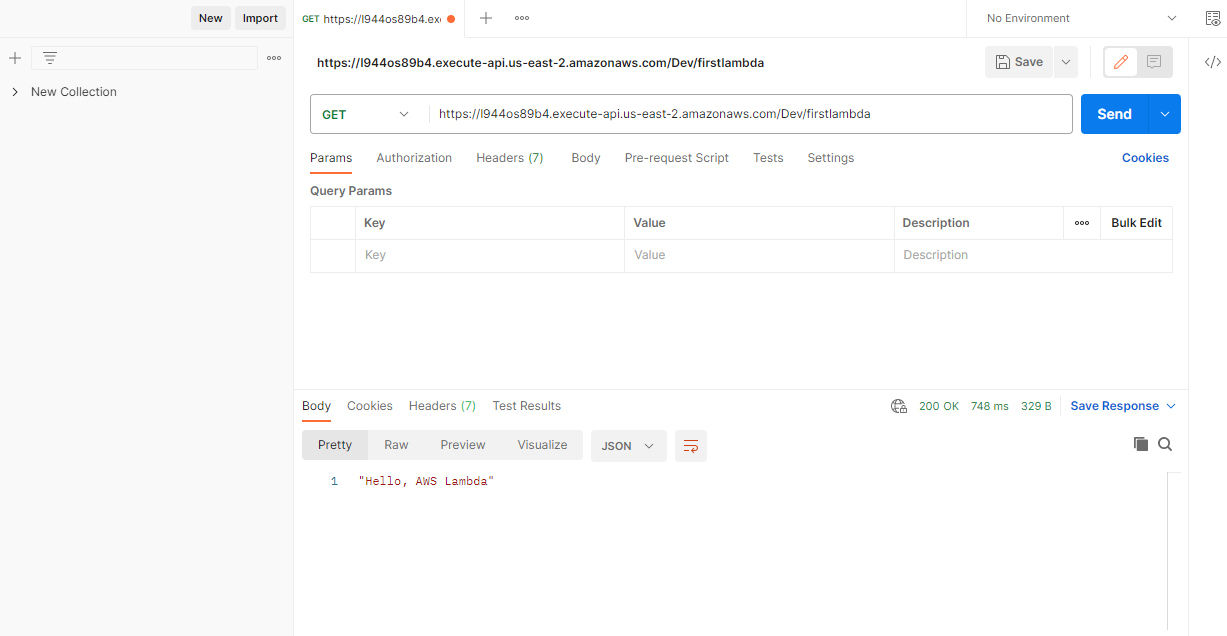 New Import GET https://l944os89b4.exe No Environment
https://l944os89b4.execute-api.us-east-2.amazonaws.com/Dev/firstlambda Save
New Collection
GET https://l944os89b4.execute-api.us-east-2.amazonaws.com/Dev/firstlambda Send
Params Authorization Headers (7) Body Pre-request Script Tests Settings Cookies
Query Params
Key Value Description Bulk Edit
Key Value Description
Body Cookies Headers (7) Test Results 200 OK 748 ms 329 B Save Response
Pretty Raw Preview Visualize JSON
1 "Hello, AWS Lambda"